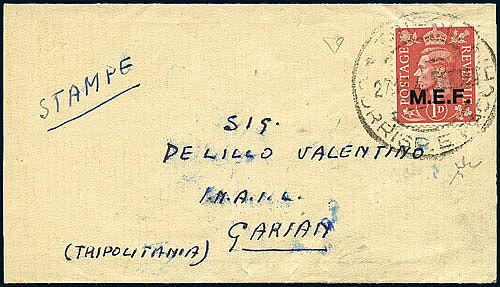 STAMPE
POSTAGE REVENUE
M.E.F.
1D
SIG.
DE LILLO VALENTINO
I.N.A.I.L.
GARIAN
(TRIPOLITANIA)